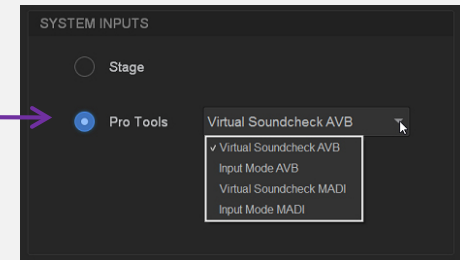 SYSTEM INPUTS
Stage
Pro Tools
Virtual Soundcheck AVB
✓ Virtual Soundcheck AVB
Input Mode AVB
Virtual Soundcheck MADI
Input Mode MADI